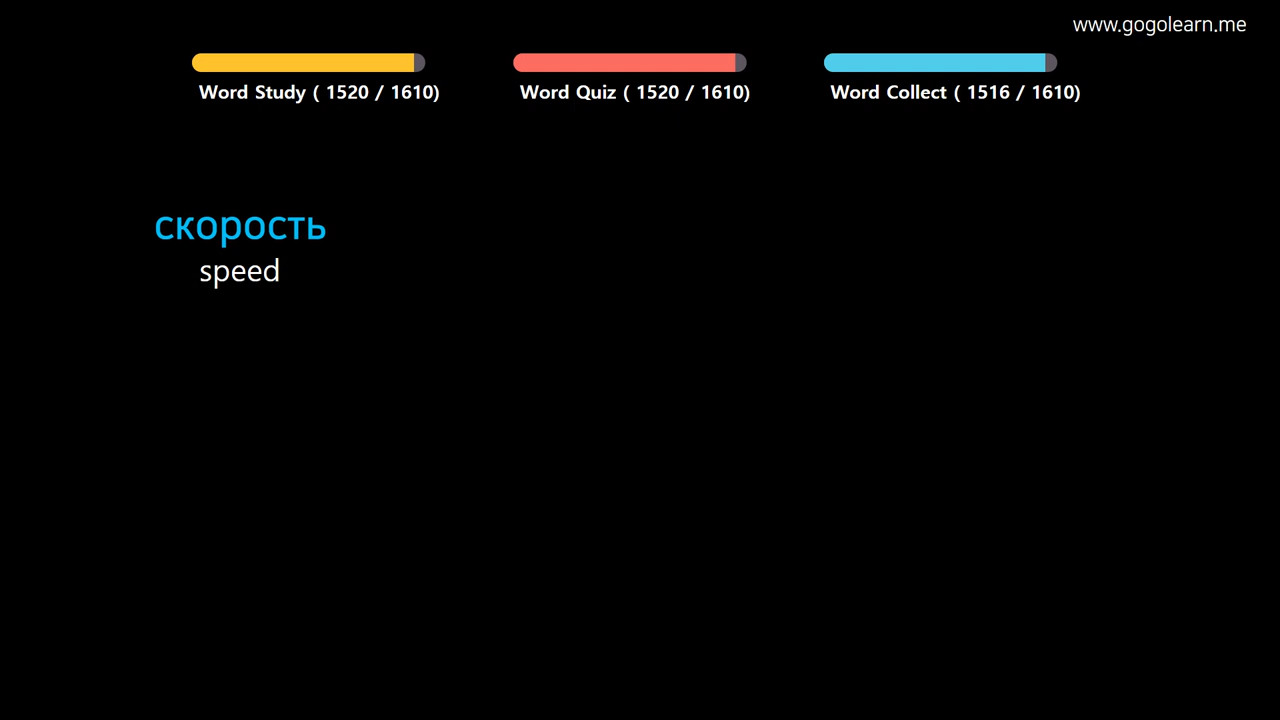 www.gogolearn.me
Word Study ( 1520 / 1610)
Word Quiz ( 1520 / 1610)
Word Collect ( 1516 / 1610)
скорость
speed